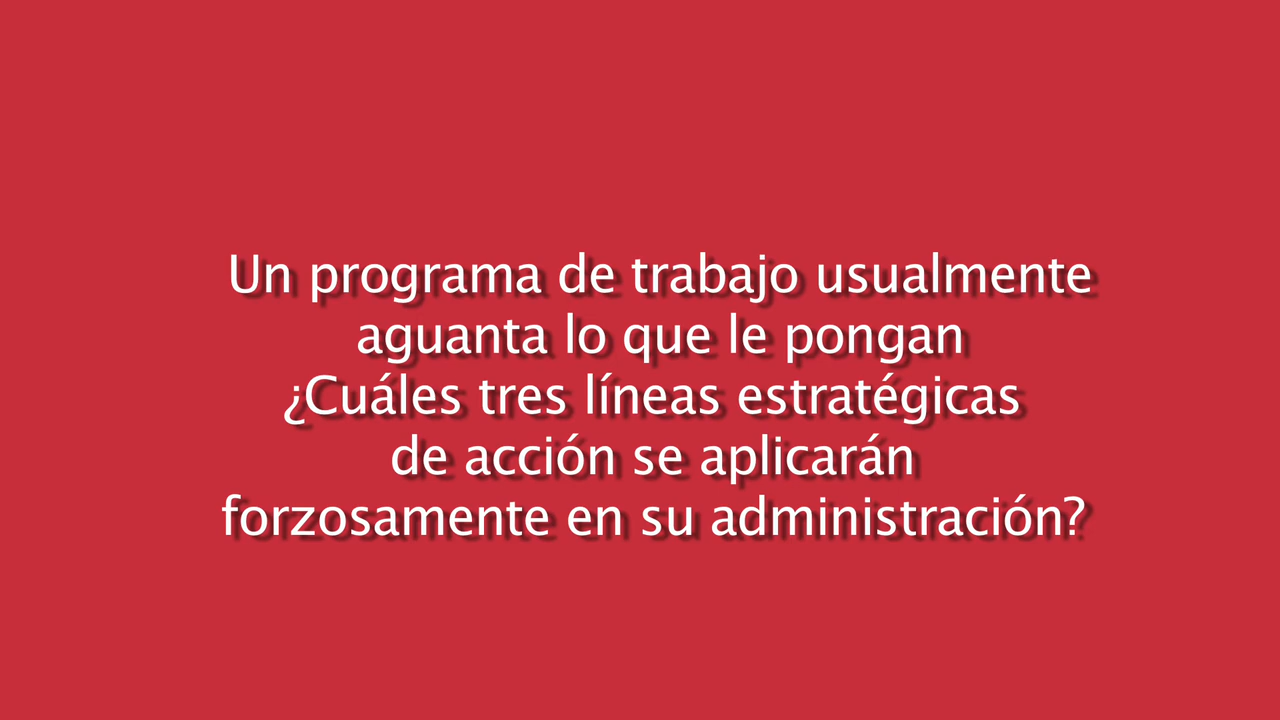 Un programa de trabajo usualmente
aguanta lo que le pongan
¿Cuáles tres líneas estratégicas
de acción se aplicarán
forzosamente en su administración?